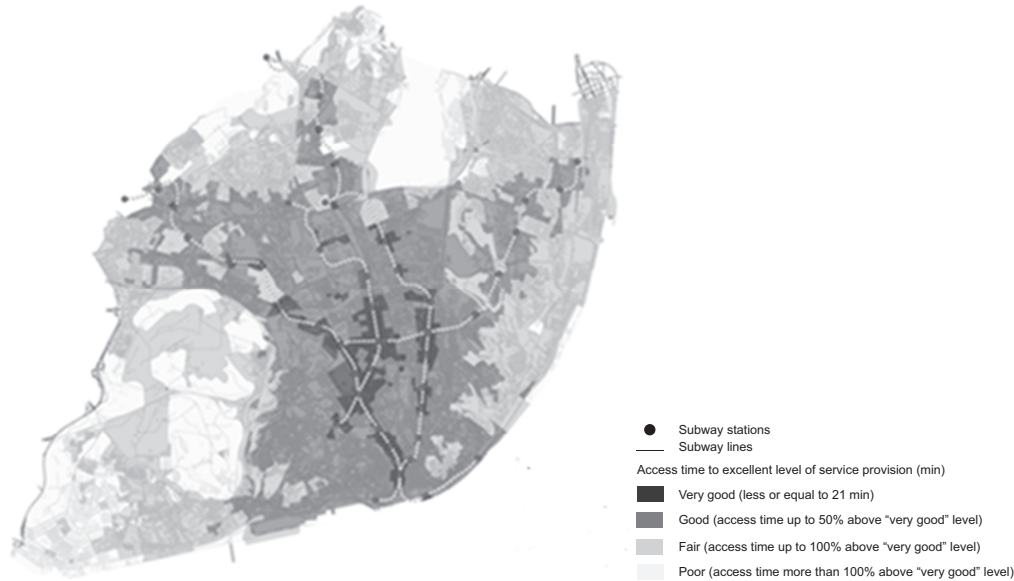 Subway stations
Subway lines
Access time to excellent level of service provision (min)
Very good (less or equal to 21 min)
Good (access time up to 50% above “very good” level)
Fair (access time up to 100% above “very good” level)
Poor (access time more than 100% above “very good” level)